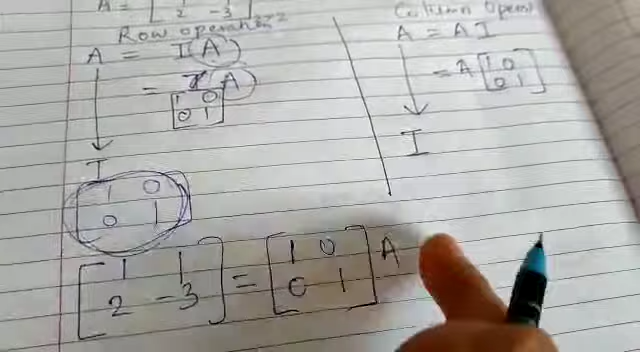 A = [ 1 1
2 -3 ]
Row operations
A = I(A)
= I A
[1 0
0 1]
I
[1 0
0 1]
Column Opera
A = A I
= A [1 0
0 1]
I
[1 1
2 -3] = [1 0
0 1] A